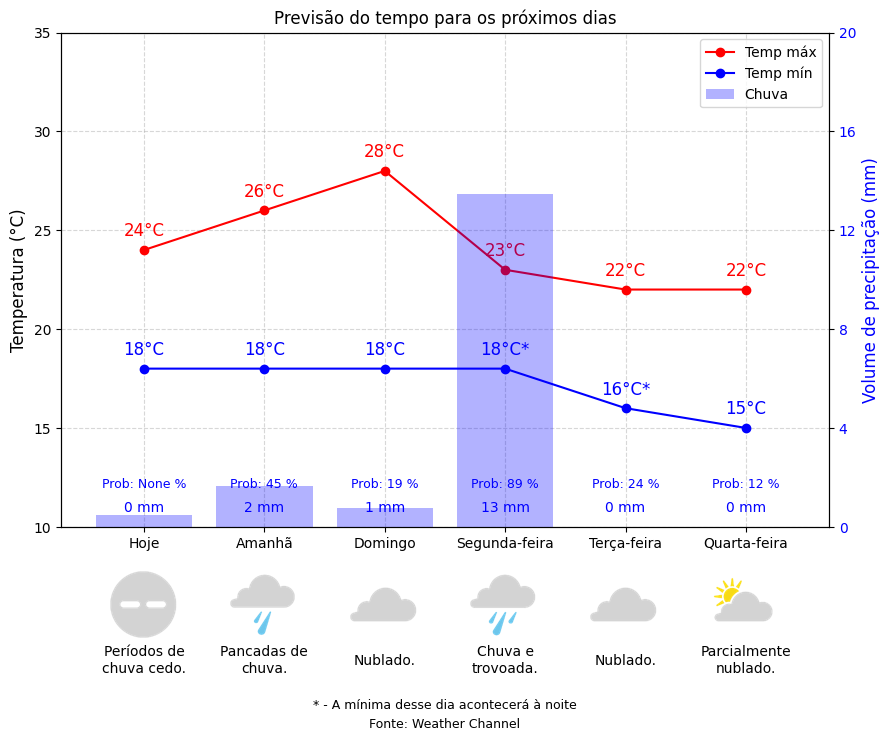 Previsão do tempo para os próximos dias
35
30
25
20
15
10
Temperatura (°C)
20
16
12
8
4
0
Volume de precipitação (mm)
Temp máx
Temp mín
Chuva
24°C
26°C
28°C
23°C
22°C
22°C
18°C
18°C
18°C
18°C*
16°C*
15°C
Prob: None %
Prob: 45 %
Prob: 19 %
Prob: 89 %
Prob: 24 %
Prob: 12 %
0 mm
2 mm
1 mm
13 mm
0 mm
0 mm
Hoje
Amanhã
Domingo
Segunda-feira
Terça-feira
Quarta-feira
Períodos de
chuva cedo.
Pancadas de
chuva.
Nublado.
Chuva e
trovoada.
Nublado.
Parcialmente
nublado.
* - A mínima desse dia acontecerá à noite
Fonte: Weather Channel